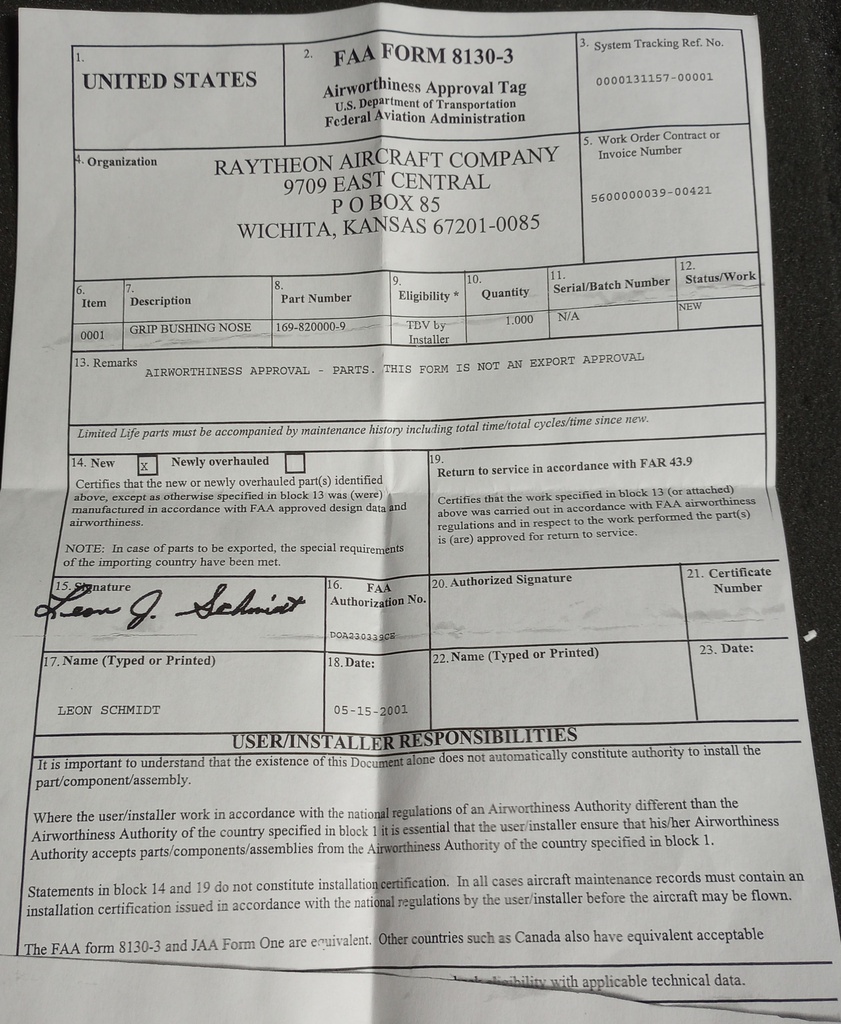 1.
UNITED STATES
2. FAA FORM 8130-3
Airworthiness Approval Tag
U.S. Department of Transportation
Federal Aviation Administration
3. System Tracking Ref. No.
0000131157-00001
4. Organization
RAYTHEON AIRCRAFT COMPANY
9709 EAST CENTRAL
P O BOX 85
WICHITA, KANSAS 67201-0085
5. Work Order Contract or
Invoice Number
5600000039-00421
6.
Item
7.
Description
8.
Part Number
9.
Eligibility *
10.
Quantity
11.
Serial/Batch Number
12.
Status/Work
0001
GRIP BUSHING NOSE
169-820000-9
TBV by
Installer
1.000
N/A
NEW
13. Remarks
AIRWORTHINESS APPROVAL - PARTS. THIS FORM IS NOT AN EXPORT APPROVAL
Limited Life parts must be accompanied by maintenance history including total time/total cycles/time since new.
14. New X Newly overhauled
Certifies that the new or newly overhauled part(s) identified
above, except as otherwise specified in block 13 was (were)
manufactured in accordance with FAA approved design data and
airworthiness.
NOTE: In case of parts to be exported, the special requirements
of the importing country have been met.
19.
Return to service in accordance with FAR 43.9
Certifies that the work specified in block 13 (or attached)
above was carried out in accordance with FAA airworthiness
regulations and in respect to the work performed the part(s)
is (are) approved for return to service.
15. Signature
Leon J. Schmidt
16. FAA
Authorization No.
DOA230339CE
20. Authorized Signature
21. Certificate
Number
17. Name (Typed or Printed)
LEON SCHMIDT
18. Date:
05-15-2001
22. Name (Typed or Printed)
23. Date:
USER/INSTALLER RESPONSIBILITIES
It is important to understand that the existence of this Document alone does not automatically constitute authority to install the
part/component/assembly.
Where the user/installer work in accordance with the national regulations of an Airworthiness Authority different than the
Airworthiness Authority of the country specified in block 1 it is essential that the user/installer ensure that his/her Airworthiness
Authority accepts parts/components/assemblies from the Airworthiness Authority of the country specified in block 1.
Statements in block 14 and 19 do not constitute installation certification. In all cases aircraft maintenance records must contain an
installation certification issued in accordance with the national regulations by the user/installer before the aircraft may be flown.
The FAA form 8130-3 and JAA Form One are equivalent. Other countries such as Canada also have equivalent acceptable
eligibility with applicable technical data.